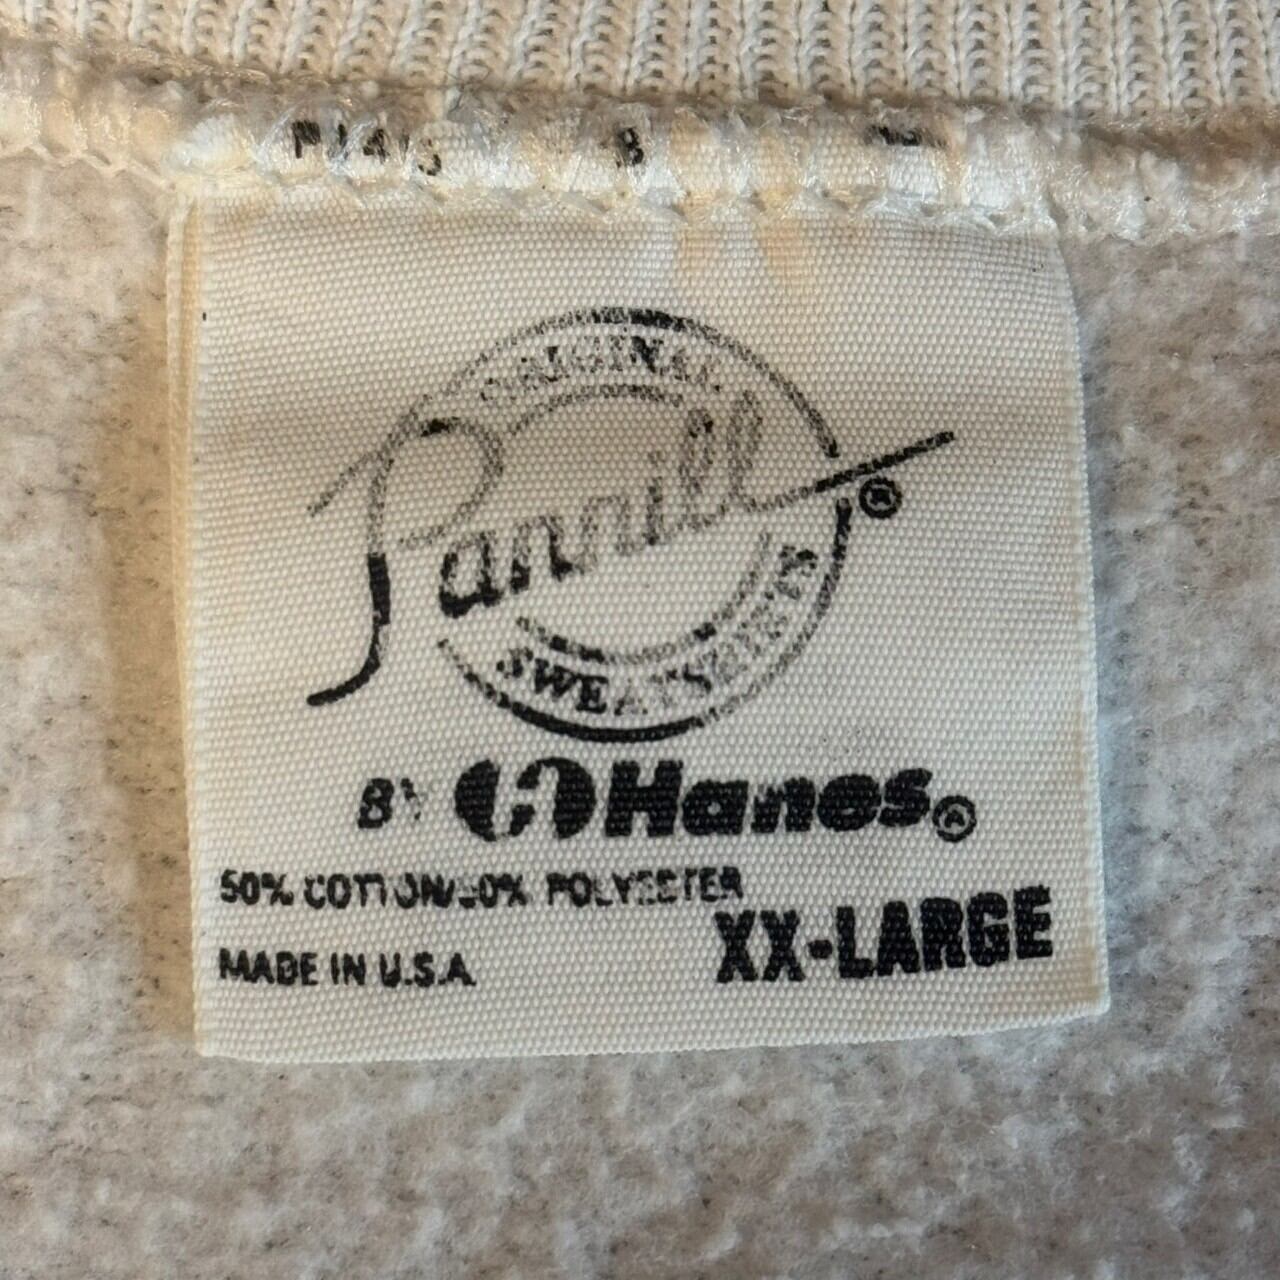 B
ORIGINAL
Pannill ®
SWEATSHIRTS
BY Hanes ®
50% COTTON/50% POLYESTER
XX-LARGE
MADE IN U.S.A.